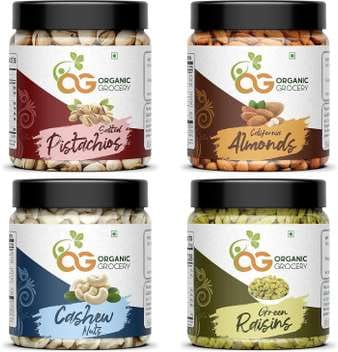 OG ORGANIC
GROCERY
Salted
Pistachios
OG ORGANIC
GROCERY
California
Almonds
OG ORGANIC
GROCERY
Cashew
Nuts
OG ORGANIC
GROCERY
Green
Raisins